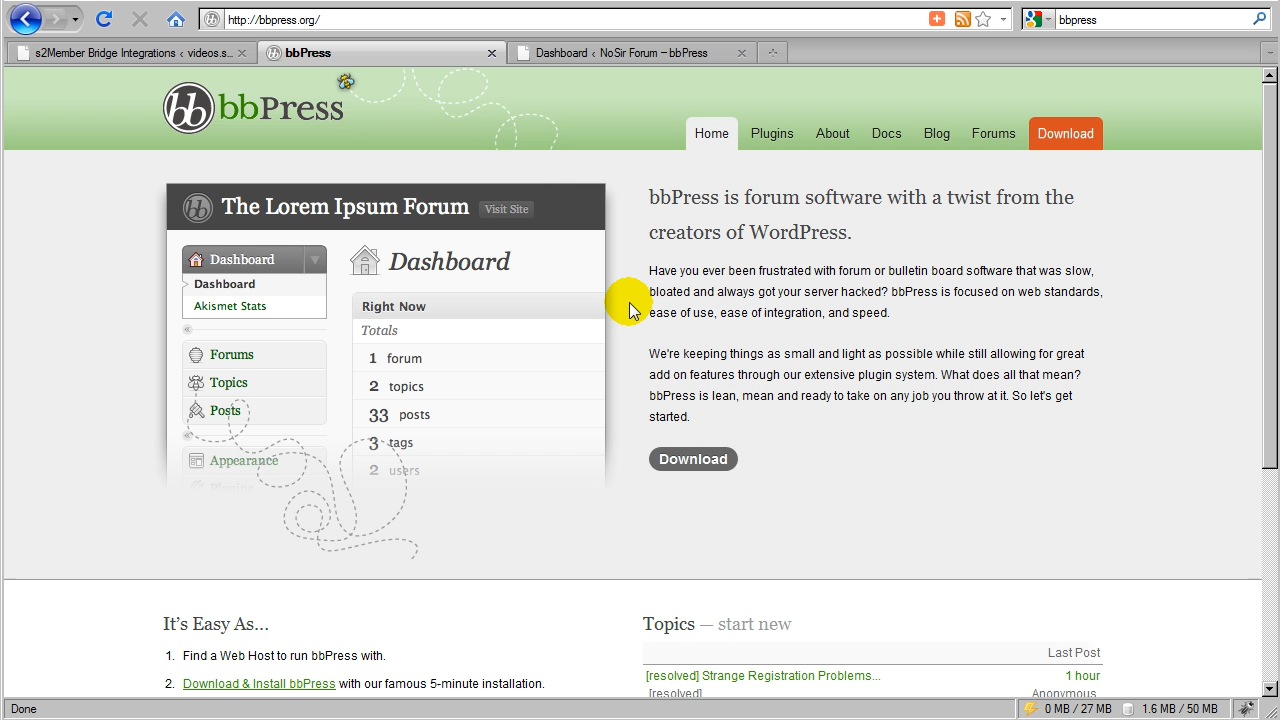 http://bbpress.org/
bbpress
s2Member Bridge Integrations ‹ videos.s...
bbPress
Dashboard ‹ NoSir Forum — bbPress
bb bbPress
Home Plugins About Docs Blog Forums Download
bb The Lorem Ipsum Forum Visit Site
Dashboard
Dashboard
Akismet Stats
Forums
Topics
Posts
Appearance
Plugins
Dashboard
Right Now
Totals
1 forum
2 topics
33 posts
3 tags
2 users
bbPress is forum software with a twist from the
creators of WordPress.
Have you ever been frustrated with forum or bulletin board software that was slow,
bloated and always got your server hacked? bbPress is focused on web standards,
ease of use, ease of integration, and speed.
We're keeping things as small and light as possible while still allowing for great
add on features through our extensive plugin system. What does all that mean?
bbPress is lean, mean and ready to take on any job you throw at it. So let's get
started.
Download
It's Easy As...
1. Find a Web Host to run bbPress with.
2. Download & Install bbPress with our famous 5-minute installation.
Topics — start new
Last Post
[resolved] Strange Registration Problems... 1 hour
[resolved] Anonymous
Done
0 MB / 27 MB 1.6 MB / 50 MB